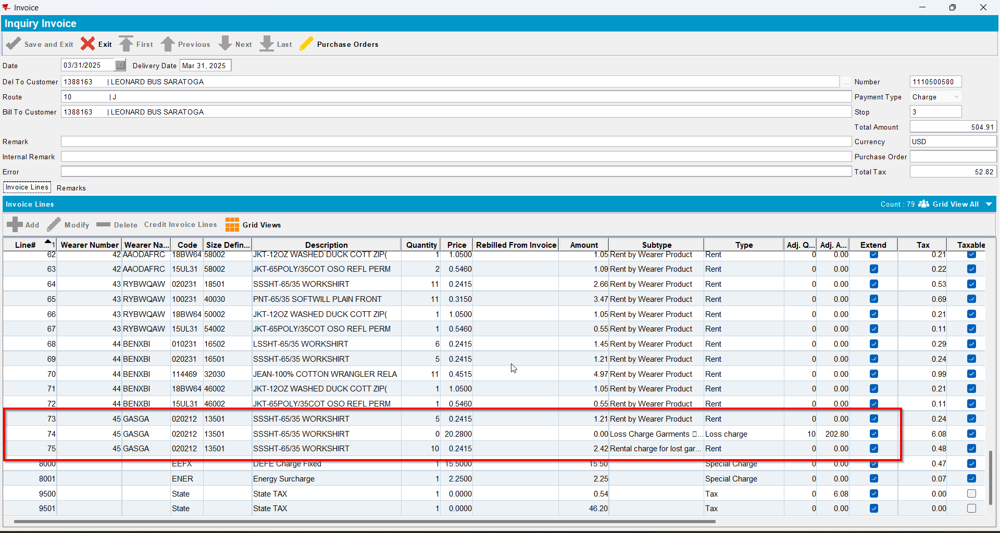 Invoice
Inquiry Invoice
Save and Exit Exit First Previous Next Last Purchase Orders
Date 03/31/2025 Delivery Date Mar 31, 2025
Del To Customer 1388163 | LEONARD BUS SARATOGA ... Number 1110500580
Route 10 | J Payment Type Charge
Bill To Customer 1388163 | LEONARD BUS SARATOGA Stop 3
Total Amount 504.91
Remark Currency USD
Internal Remark Purchase Order
Error Total Tax 52.82
Invoice Lines Remarks
Invoice Lines Count : 79 Grid View All
Add Modify Delete Credit Invoice Lines Grid Views
Line# 1 Wearer Number Wearer Na... Code Size Defin... Description Quantity Price Rebilled From Invoice Amount Subtype Type Adj. Q... Adj. A... Extend Tax Taxable
62 42 AAODAFRC 18BW64 58002 JKT-12OZ WASHED DUCK COTT ZIP( 1 1.0500 1.05 Rent by Wearer Product Rent 0 0.00 0.21
63 42 AAODAFRC 15UL31 58002 JKT-65POLY/35COT OSO REFL PERM 2 0.5460 1.09 Rent by Wearer Product Rent 0 0.00 0.22
64 43 RYBWQAW 020231 18501 SSSHT-65/35 WORKSHIRT 11 0.2415 2.66 Rent by Wearer Product Rent 0 0.00 0.53
65 43 RYBWQAW 100231 40030 PNT-65/35 SOFTWILL PLAIN FRONT 11 0.3150 3.47 Rent by Wearer Product Rent 0 0.00 0.69
66 43 RYBWQAW 18BW64 50002 JKT-12OZ WASHED DUCK COTT ZIP( 1 1.0500 1.05 Rent by Wearer Product Rent 0 0.00 0.21
67 43 RYBWQAW 15UL31 54002 JKT-65POLY/35COT OSO REFL PERM 1 0.5460 0.55 Rent by Wearer Product Rent 0 0.00 0.11
68 44 BENXBI 010231 16502 LSSHT-65/35 WORKSHIRT 6 0.2415 1.45 Rent by Wearer Product Rent 0 0.00 0.29
69 44 BENXBI 020231 16501 SSSHT-65/35 WORKSHIRT 5 0.2415 1.21 Rent by Wearer Product Rent 0 0.00 0.24
70 44 BENXBI 114469 32030 JEAN-100% COTTON WRANGLER RELA 11 0.4515 4.97 Rent by Wearer Product Rent 0 0.00 0.99
71 44 BENXBI 18BW64 46002 JKT-12OZ WASHED DUCK COTT ZIP( 1 1.0500 1.05 Rent by Wearer Product Rent 0 0.00 0.21
72 44 BENXBI 15UL31 46002 JKT-65POLY/35COT OSO REFL PERM 1 0.5460 0.55 Rent by Wearer Product Rent 0 0.00 0.11
73 45 GASGA 020212 13501 SSSHT-65/35 WORKSHIRT 5 0.2415 1.21 Rent by Wearer Product Rent 0 0.00 0.24
74 45 GASGA 020212 13501 SSSHT-65/35 WORKSHIRT 0 20.2800 0.00 Loss Charge Garments ... Loss charge 10 202.80 6.08
75 45 GASGA 020212 13501 SSSHT-65/35 WORKSHIRT 10 0.2415 2.42 Rental charge for lost gar... Rent 0 0.00 0.48
8000 EEFX DEFE Charge Fixed 1 15.5000 15.50 Special Charge 0 0.00 0.47
8001 ENER Energy Surcharge 1 2.2500 2.25 Special Charge 0 0.00 0.07
9500 State State TAX 1 0.0000 0.54 Tax 0 6.08 0.00
9501 State State TAX 1 0.0000 46.20 Tax 0 0.00 0.00